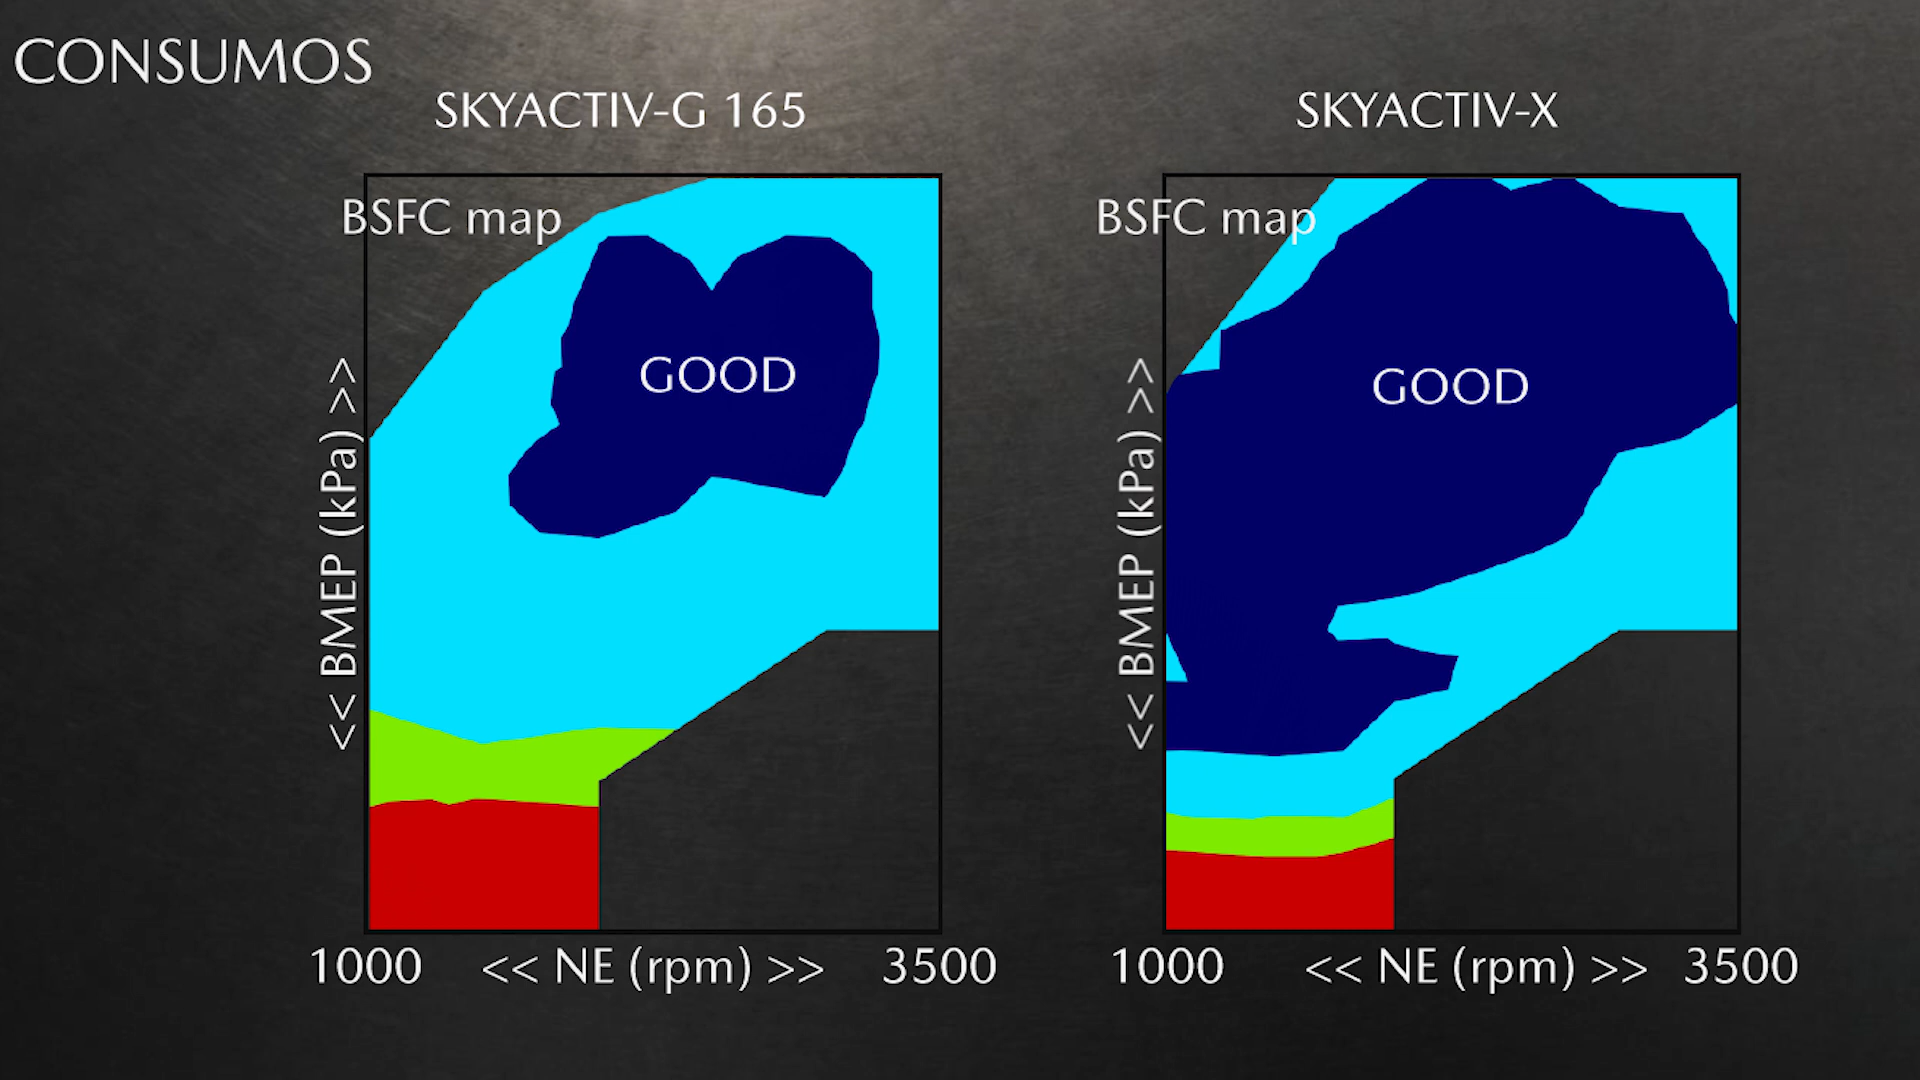 CONSUMOS
SKYACTIV-G 165
BSFC map
GOOD
<< BMEP (kPa) >>
1000 << NE (rpm) >> 3500
SKYACTIV-X
BSFC map
GOOD
<< BMEP (kPa) >>
1000 << NE (rpm) >> 3500